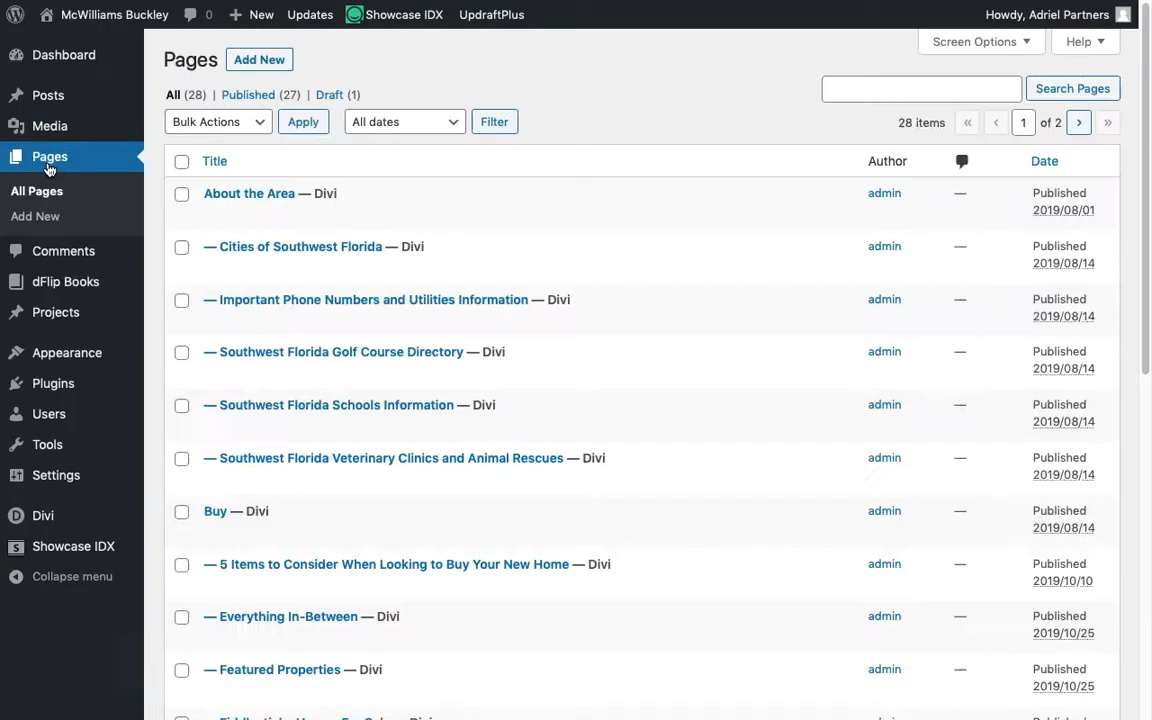 McWilliams Buckley 0 New Updates Showcase IDX UpdraftPlus Howdy, Adriel Partners
Dashboard
Posts
Media
Pages
All Pages
Add New
Comments
dFlip Books
Projects
Appearance
Plugins
Users
Tools
Settings
Divi
Showcase IDX
Collapse menu
Screen Options Help
Pages Add New
All (28) | Published (27) | Draft (1)
Search Pages
Bulk Actions Apply All dates Filter 28 items « ‹ 1 of 2 › »
Title Author Date
About the Area — Divi admin — Published
2019/08/01
— Cities of Southwest Florida — Divi admin — Published
2019/08/14
— Important Phone Numbers and Utilities Information — Divi admin — Published
2019/08/14
— Southwest Florida Golf Course Directory — Divi admin — Published
2019/08/14
— Southwest Florida Schools Information — Divi admin — Published
2019/08/14
— Southwest Florida Veterinary Clinics and Animal Rescues — Divi admin — Published
2019/08/14
Buy — Divi admin — Published
2019/08/14
— 5 Items to Consider When Looking to Buy Your New Home — Divi admin — Published
2019/10/10
— Everything In-Between — Divi admin — Published
2019/10/25
— Featured Properties — Divi admin — Published
2019/10/25